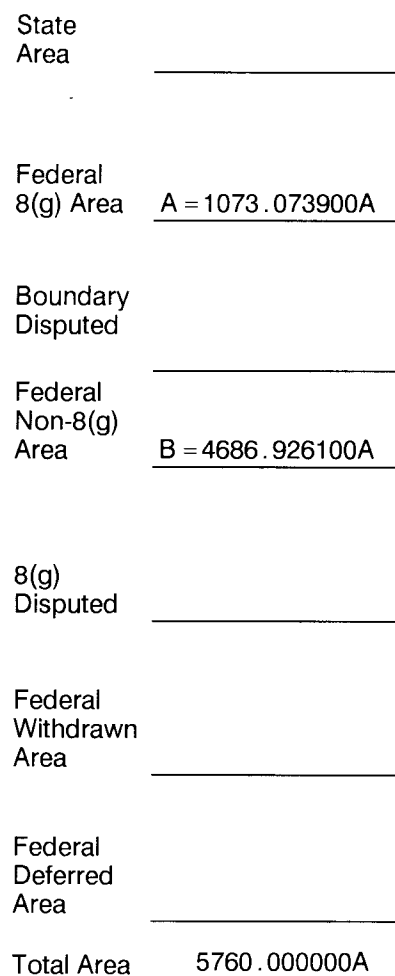 State
Area
Federal
8(g) Area A = 1073.073900A
Boundary
Disputed
Federal
Non-8(g)
Area B = 4686.926100A
8(g)
Disputed
Federal
Withdrawn
Area
Federal
Deferred
Area
Total Area 5760.000000A